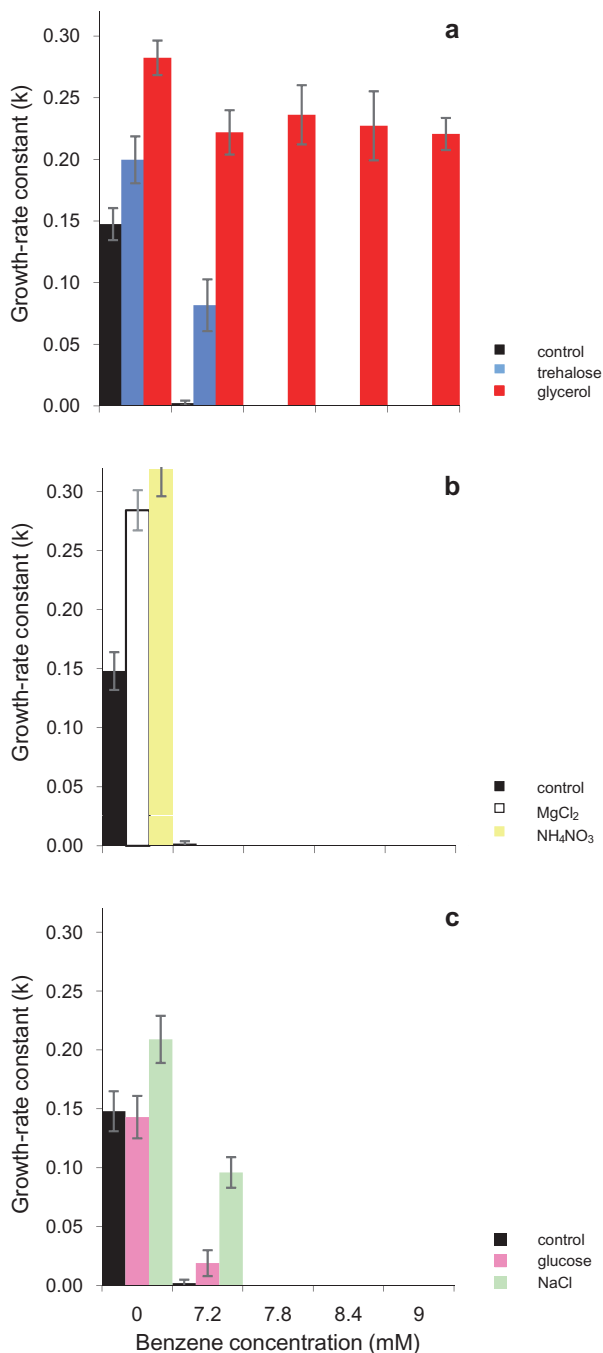 a
Growth-rate constant (k)
0.30
0.25
0.20
0.15
0.10
0.05
0.00
control
trehalose
glycerol
b
Growth-rate constant (k)
0.30
0.25
0.20
0.15
0.10
0.05
0.00
control
MgCl₂
NH₄NO₃
c
Growth-rate constant (k)
0.30
0.25
0.20
0.15
0.10
0.05
0.00
control
glucose
NaCl
0 7.2 7.8 8.4 9
Benzene concentration (mM)